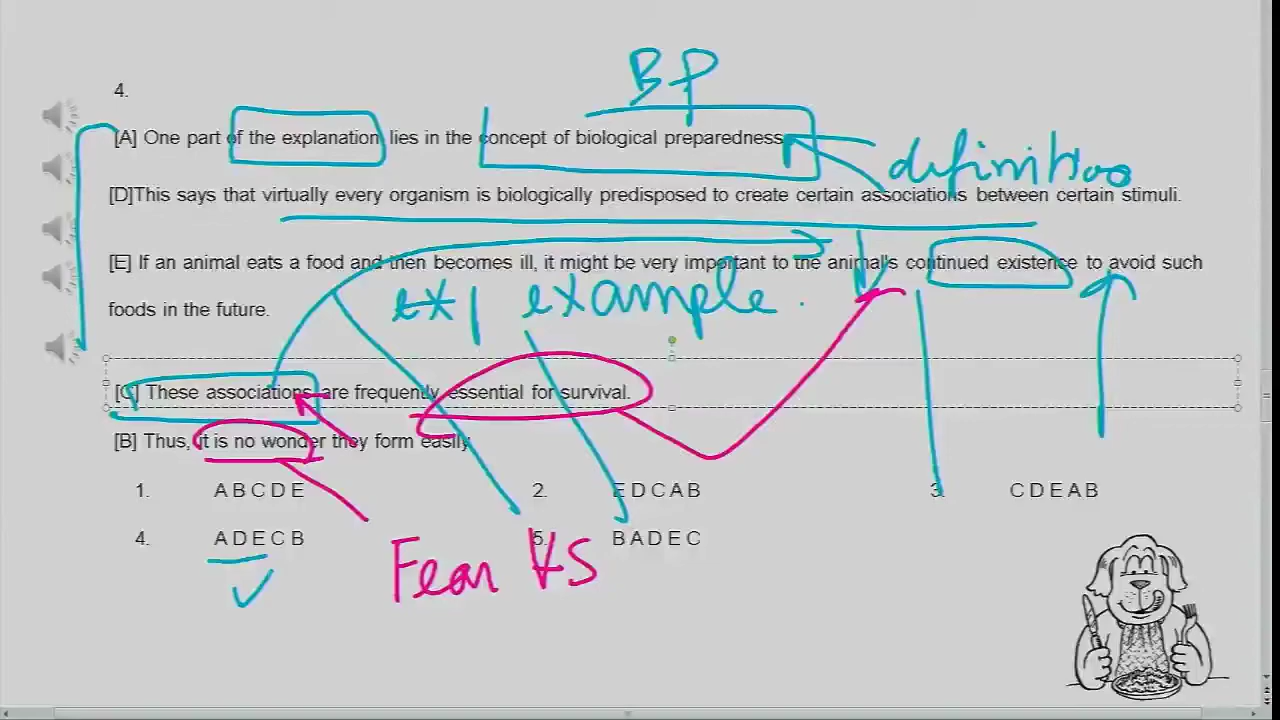 BP
4.
[A] One part of the explanation lies in the concept of biological preparedness.
definition
[D]This says that virtually every organism is biologically predisposed to create certain associations between certain stimuli.
[E] If an animal eats a food and then becomes ill, it might be very important to the animal's continued existence to avoid such
foods in the future.
example.
[C] These associations are frequently essential for survival.
[B] Thus, it is no wonder they form easily.
1. A B C D E 2. E D C A B 3. C D E A B
4. A D E C B 5. B A D E C
Fear